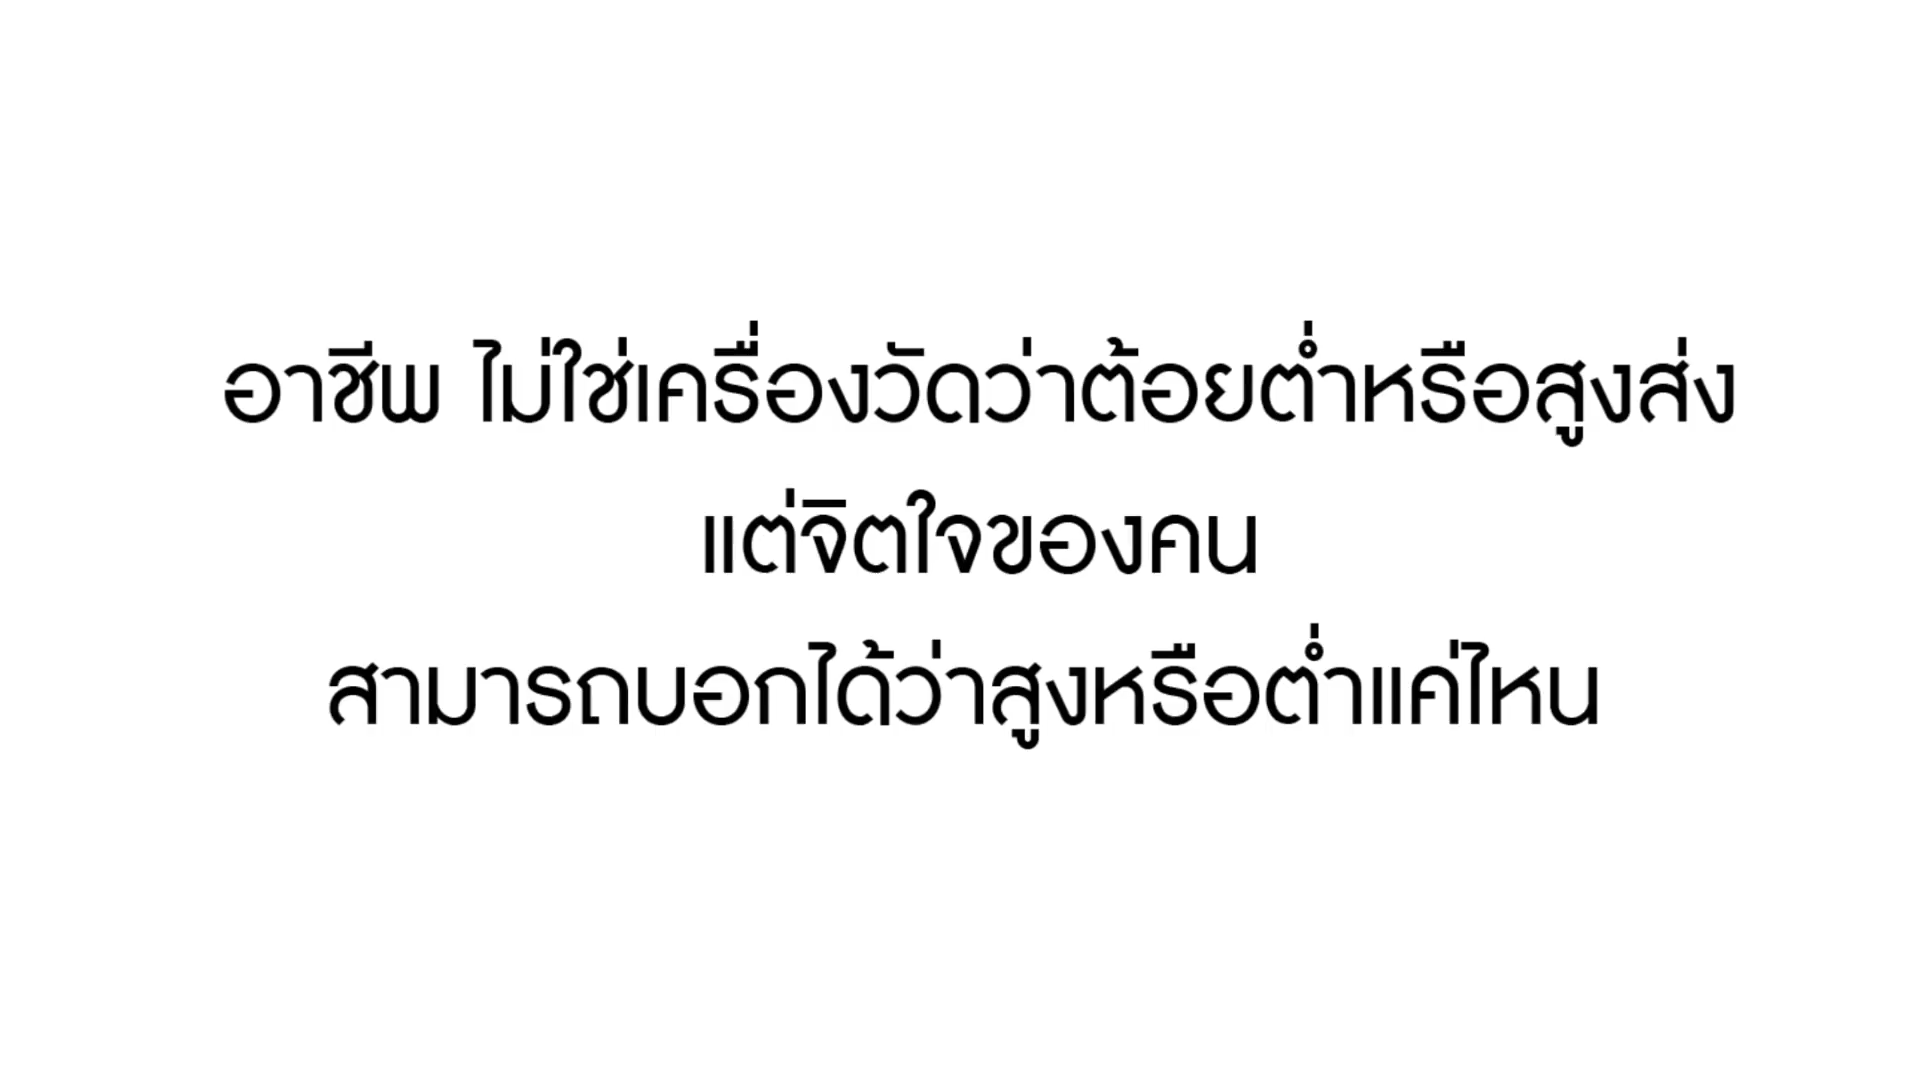 อาชีพ ไม่ใช่เครื่องวัดว่าต้อยต่ำหรือสูงส่ง
แต่จิตใจของคน
สามารถบอกได้ว่าสูงหรือต่ำแค่ไหน